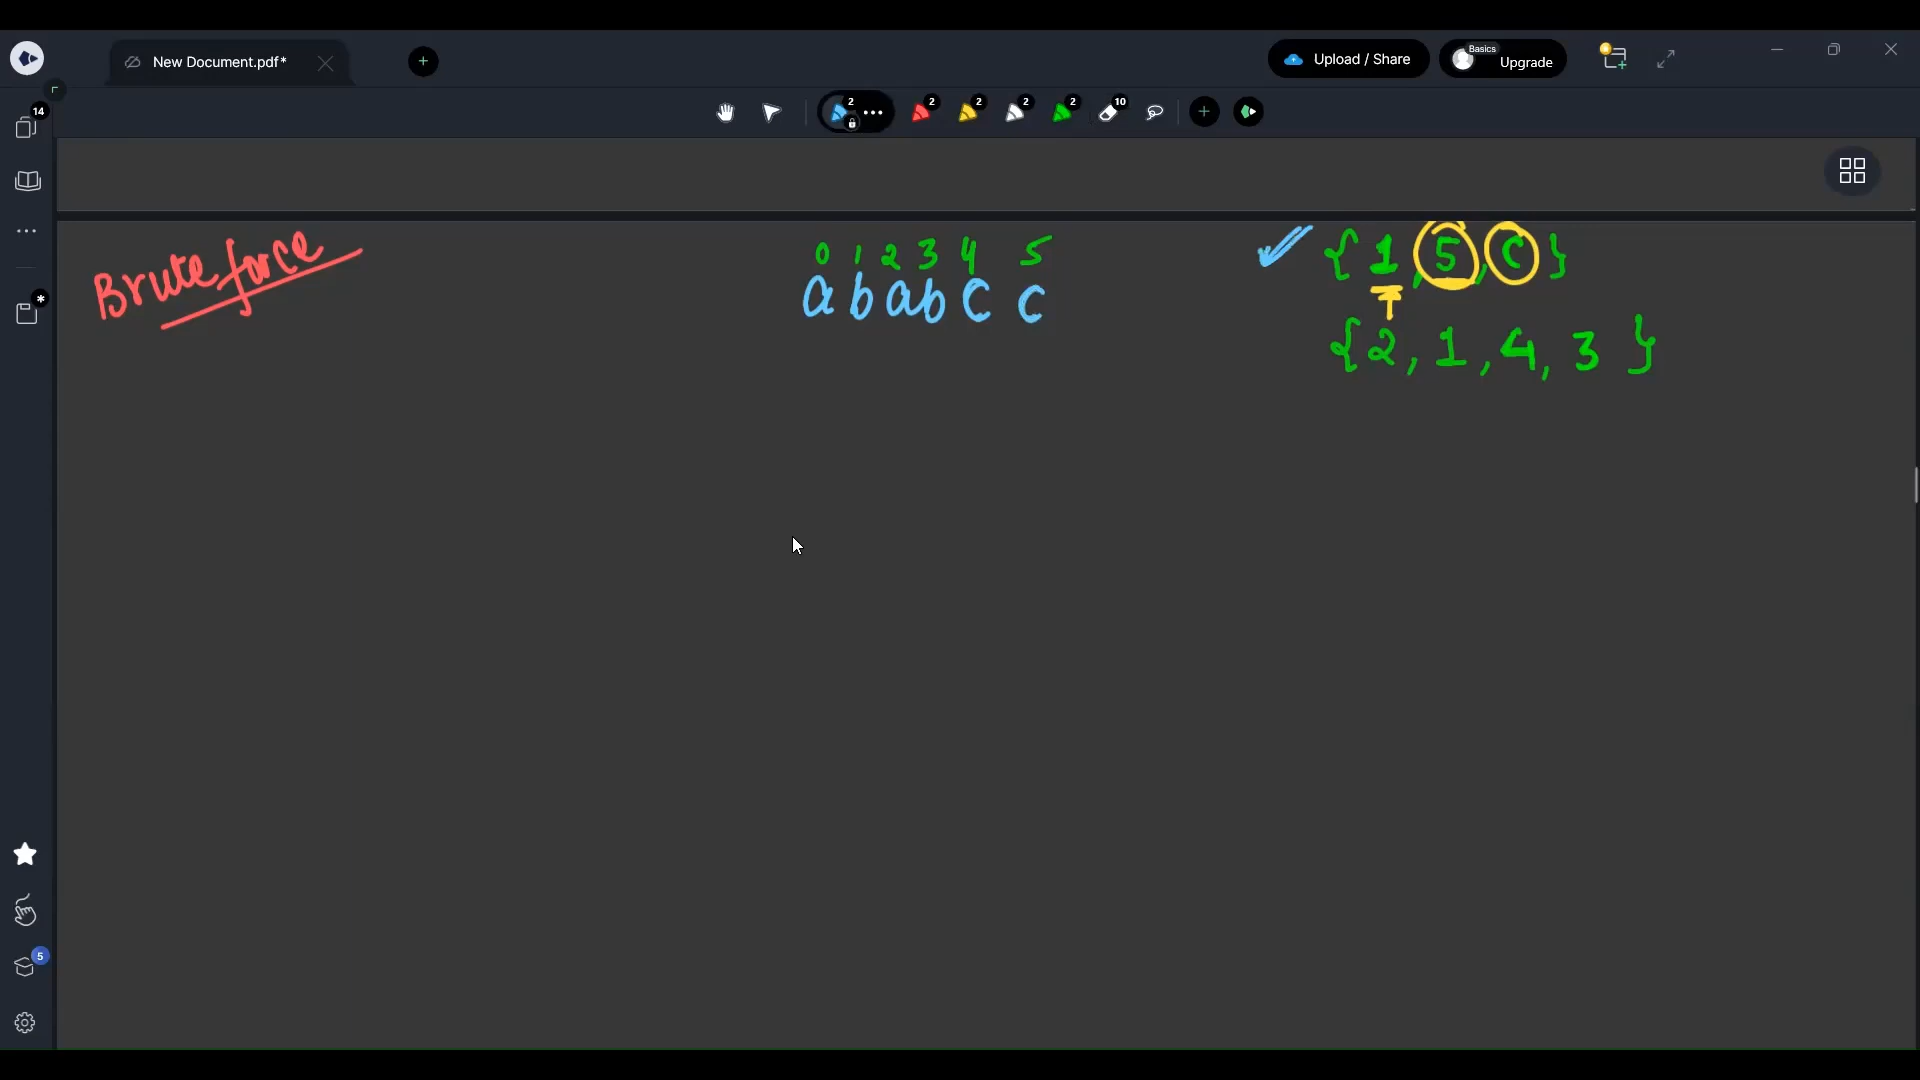 New Document.pdf*
Upload / Share
Basics
Upgrade
14
2
2
2
2
2
10
Brute force
0 1 2 3 4 5
a b a b c c
{ 1 , 5 , c }
{ 2 , 1 , 4 , 3 }
*
5